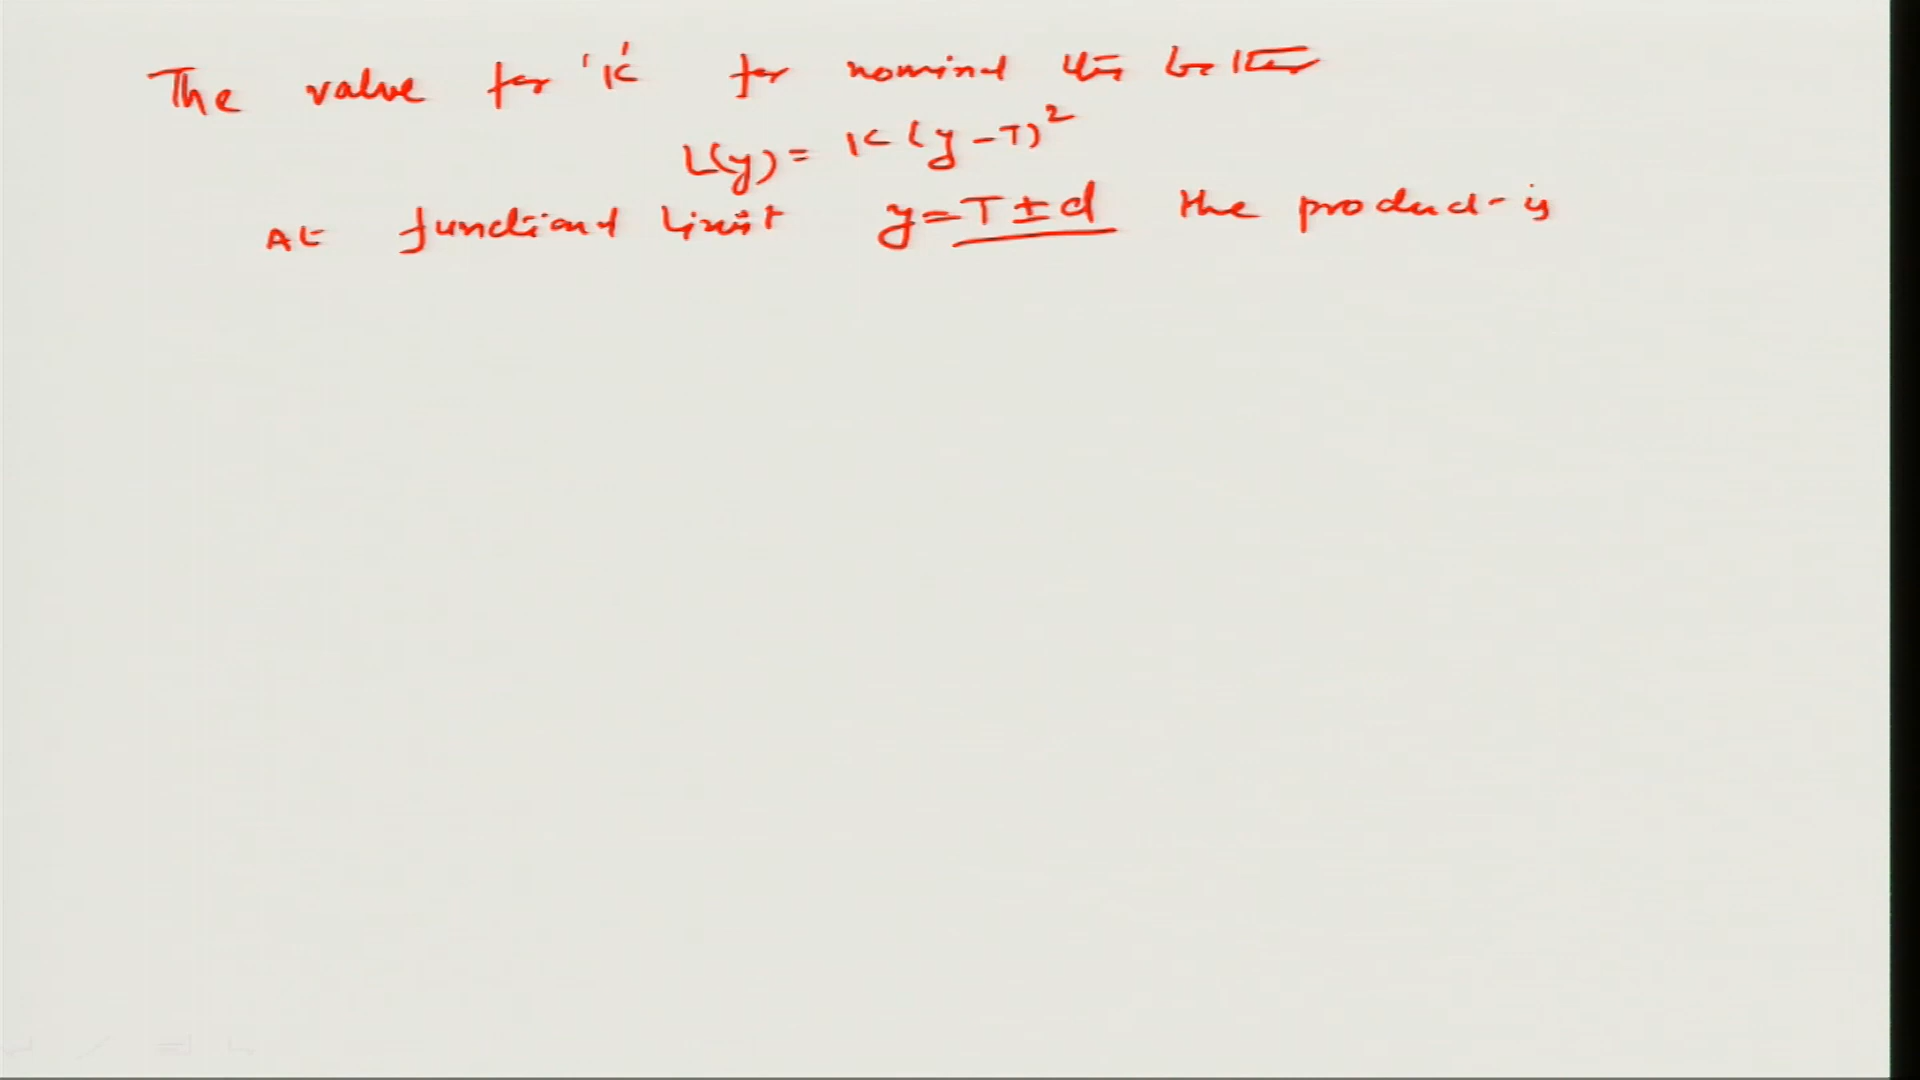 The value for 'K' for nominal the better
L(y) = K (y - T)²
At functional limit y = T ± d the product is